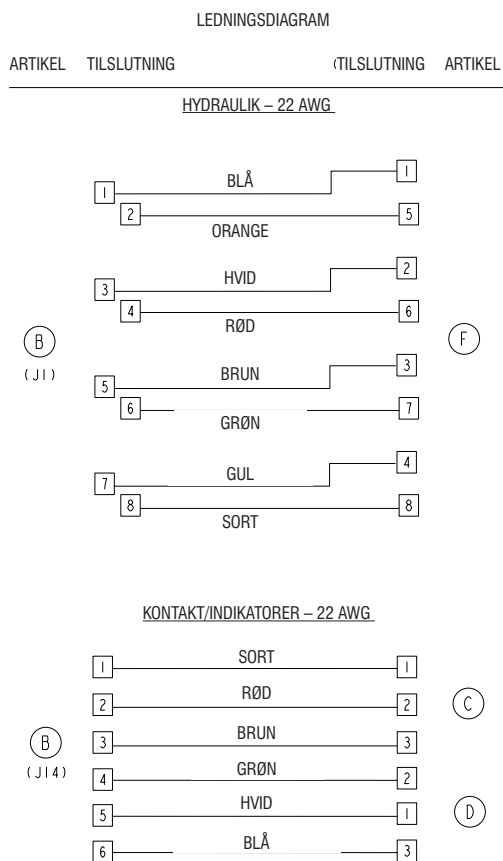 LEDNINGSDIAGRAM
ARTIKEL TILSLUTNING (TILSLUTNING ARTIKEL
HYDRAULIK – 22 AWG
1 BLÅ 1
2 ORANGE 5
3 HVID 2
4 RØD 6
B (J1) F
5 BRUN 3
6 GRØN 7
7 GUL 4
8 SORT 8
KONTAKT/INDIKATORER – 22 AWG
1 SORT 1
2 RØD 2 C
B 3 BRUN 3
(J14) 4 GRØN 2
5 HVID 1 D
6 BLÅ 3